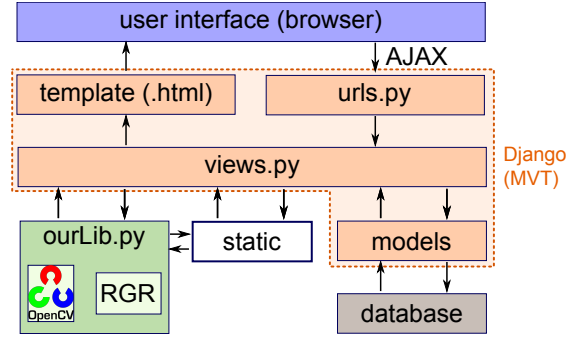 user interface (browser)
AJAX
template (.html)
urls.py
views.py
Django
(MVT)
ourLib.py
static
models
OpenCV
RGR
database